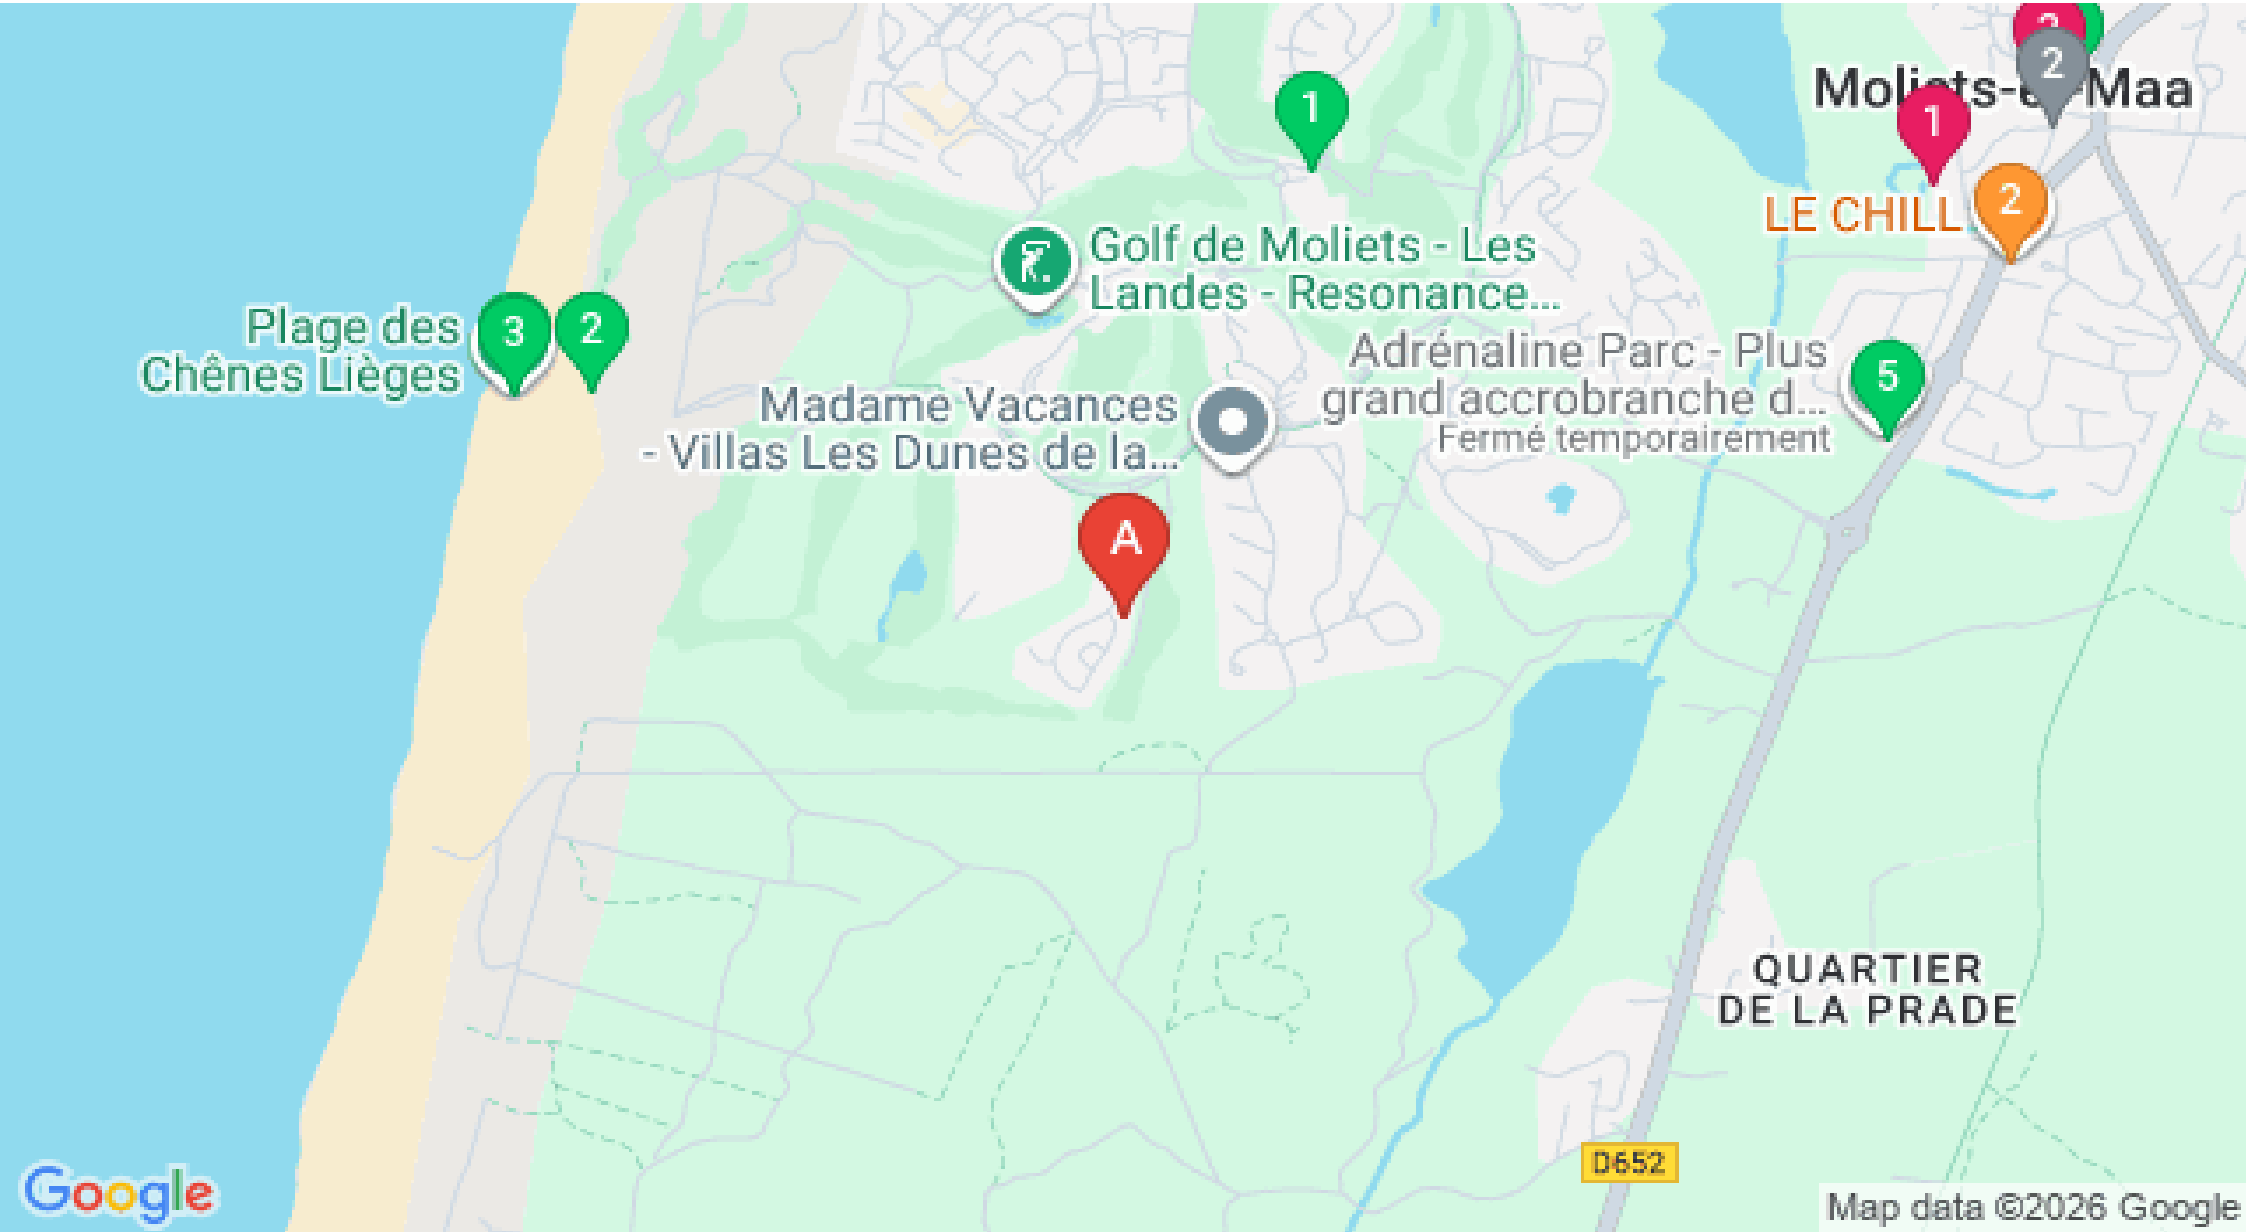 2
2
1
Moliets-et-Maa
1
2
LE CHILL
Golf de Moliets - Les
Landes - Resonance...
Plage des
Chênes Lièges
3
2
Adrénaline Parc - Plus
grand accrobranche d...
Fermé temporairement
5
Madame Vacances
- Villas Les Dunes de la...
A
QUARTIER
DE LA PRADE
D652
Google
Map data ©2026 Google